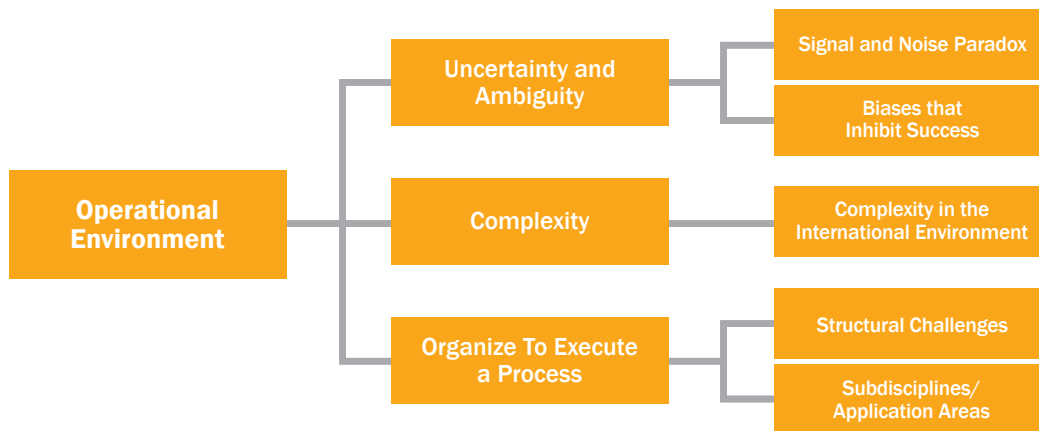 Operational
Environment
Uncertainty and
Ambiguity
Signal and Noise Paradox
Biases that
Inhibit Success
Complexity
Complexity in the
International Environment
Organize To Execute
a Process
Structural Challenges
Subdisciplines/
Application Areas